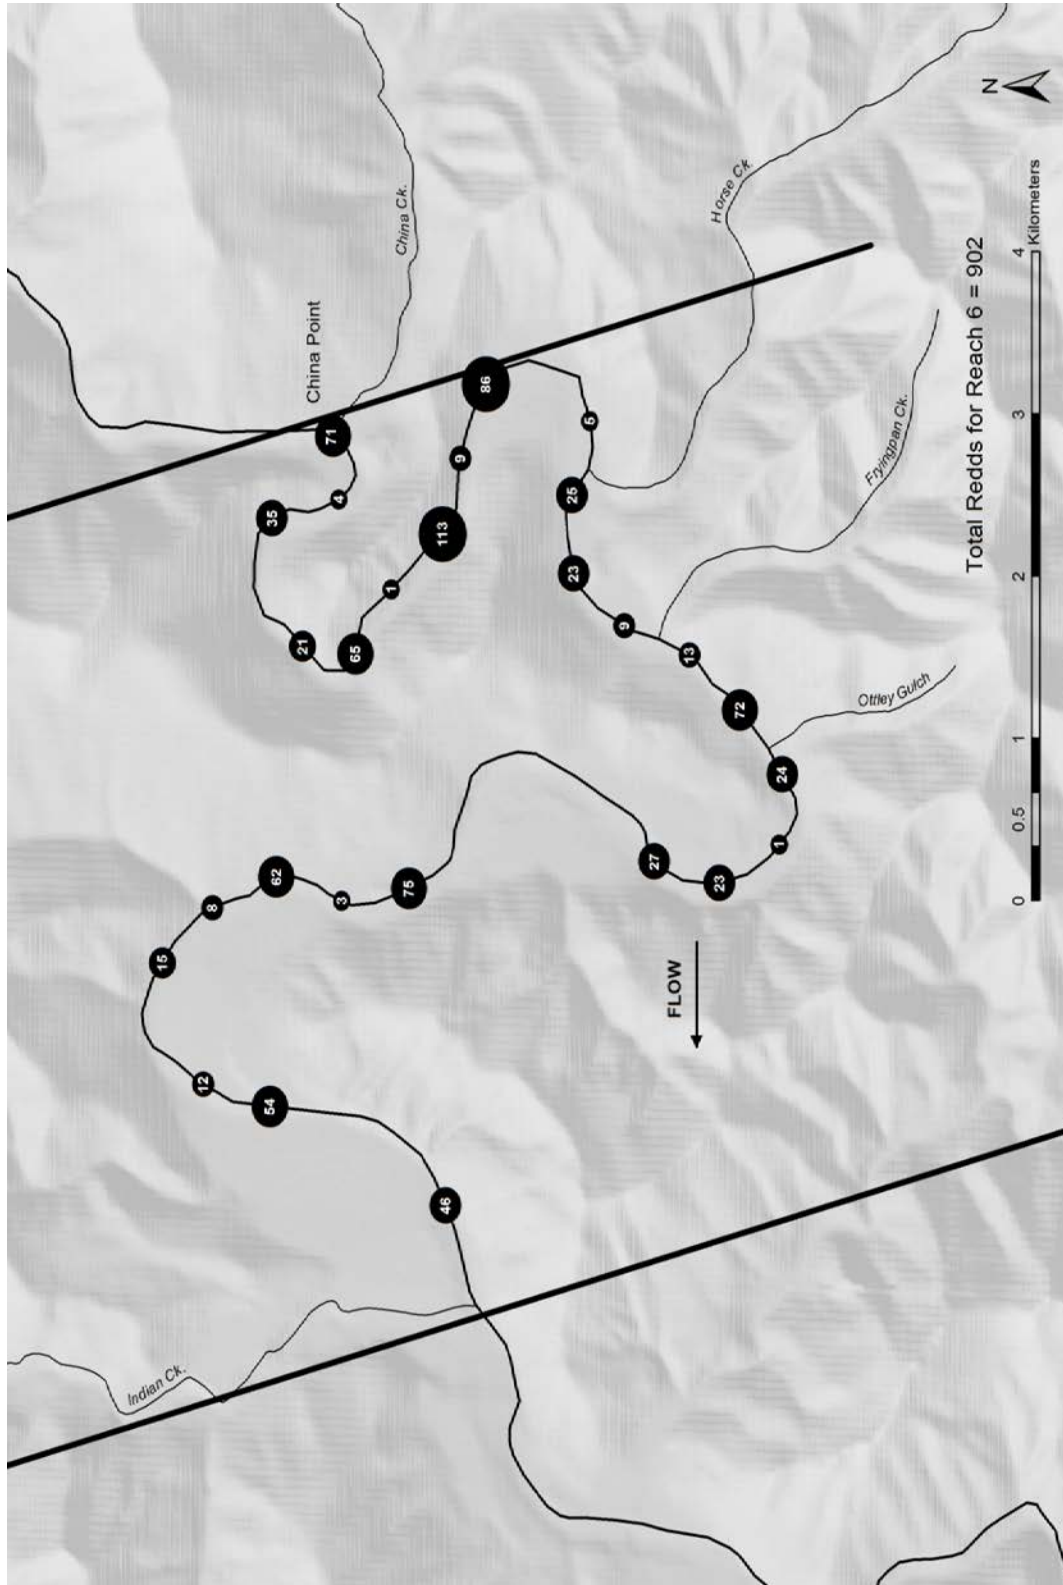 Indian Ck.
China Point
China Ck.
71
4
35
21
65
1
113
9
86
5
25
23
9
13
72
24
1
23
27
75
3
62
8
15
12
54
46
Horse Ck.
Fryingpan Ck.
Ottley Gulch
FLOW
Total Redds for Reach 6 = 902
0 0.5 1 2 3 4
Kilometers
N